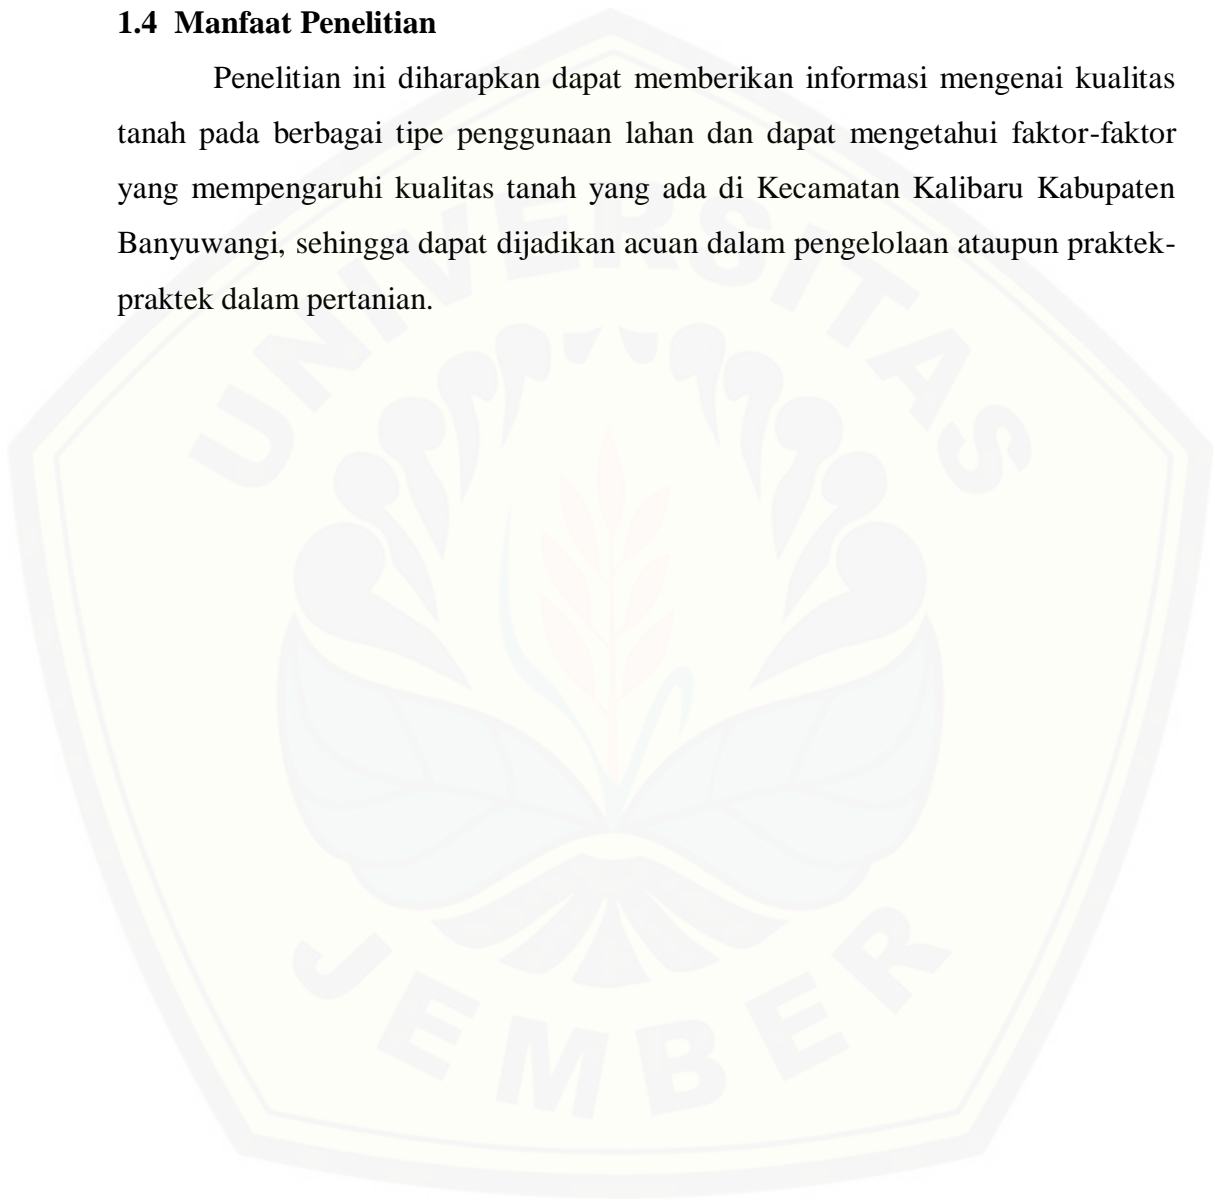 1.4 Manfaat Penelitian
Penelitian ini diharapkan dapat memberikan informasi mengenai kualitas
tanah pada berbagai tipe penggunaan lahan dan dapat mengetahui faktor-faktor
yang mempengaruhi kualitas tanah yang ada di Kecamatan Kalibaru Kabupaten
Banyuwangi, sehingga dapat dijadikan acuan dalam pengelolaan ataupun praktek-
praktek dalam pertanian.
UNIVERSITAS
JEMBER